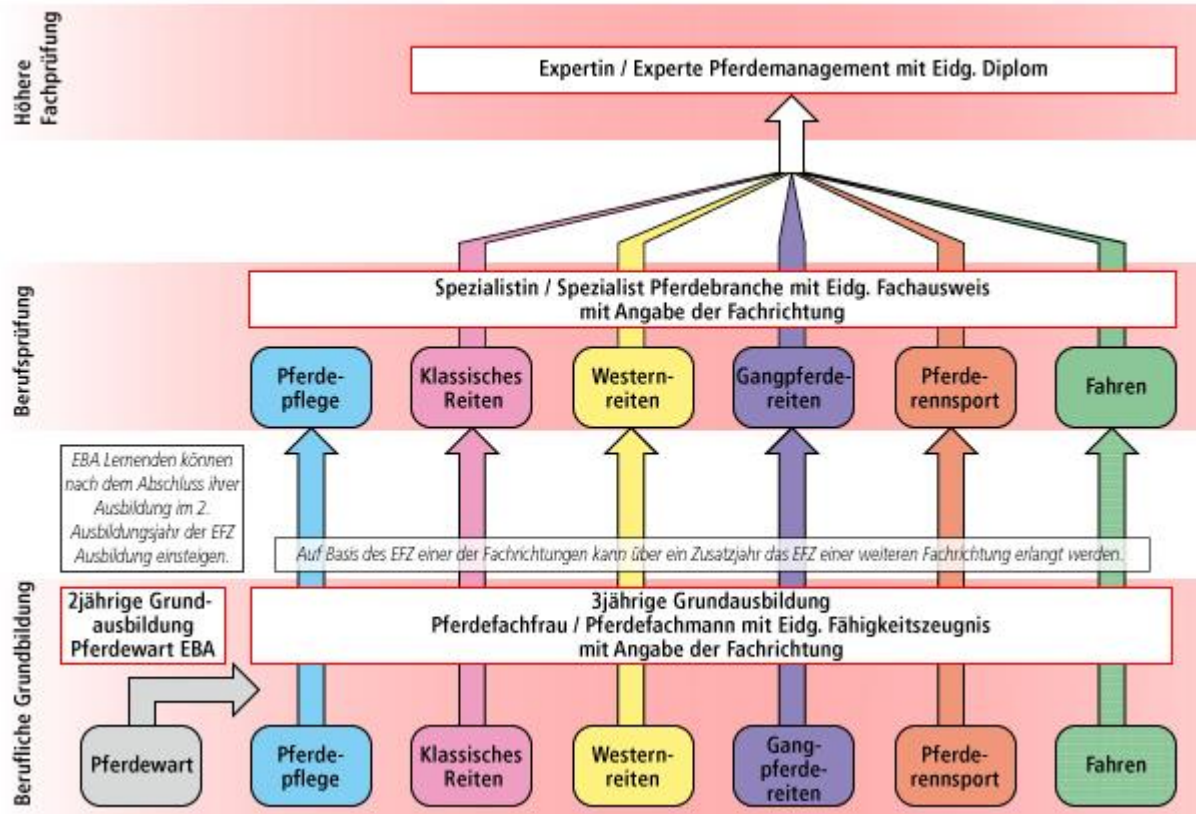 Höhere
Fachprüfung
Expertin / Experte Pferdemanagement mit Eidg. Diplom
Berufsprüfung
Spezialistin / Spezialist Pferdebranche mit Eidg. Fachausweis
mit Angabe der Fachrichtung
Pferde-
pflege
Klassisches
Reiten
Western-
reiten
Gangpferde-
reiten
Pferde-
rennsport
Fahren
EBA Lernenden können
nach dem Abschluss ihrer
Ausbildung im 2.
Ausbildungsjahr der EFZ
Ausbildung einsteigen.
Auf Basis des EFZ einer der Fachrichtungen kann über ein Zusatzjahr das EFZ einer weiteren Fachrichtung erlangt werden.
Berufliche Grundbildung
2jährige Grund-
ausbildung
Pferdewart EBA
3jährige Grundausbildung
Pferdefachfrau / Pferdefachmann mit Eidg. Fähigkeitszeugnis
mit Angabe der Fachrichtung
Pferdewart
Pferde-
pflege
Klassisches
Reiten
Western-
reiten
Gang-
pferde-
reiten
Pferde-
rennsport
Fahren